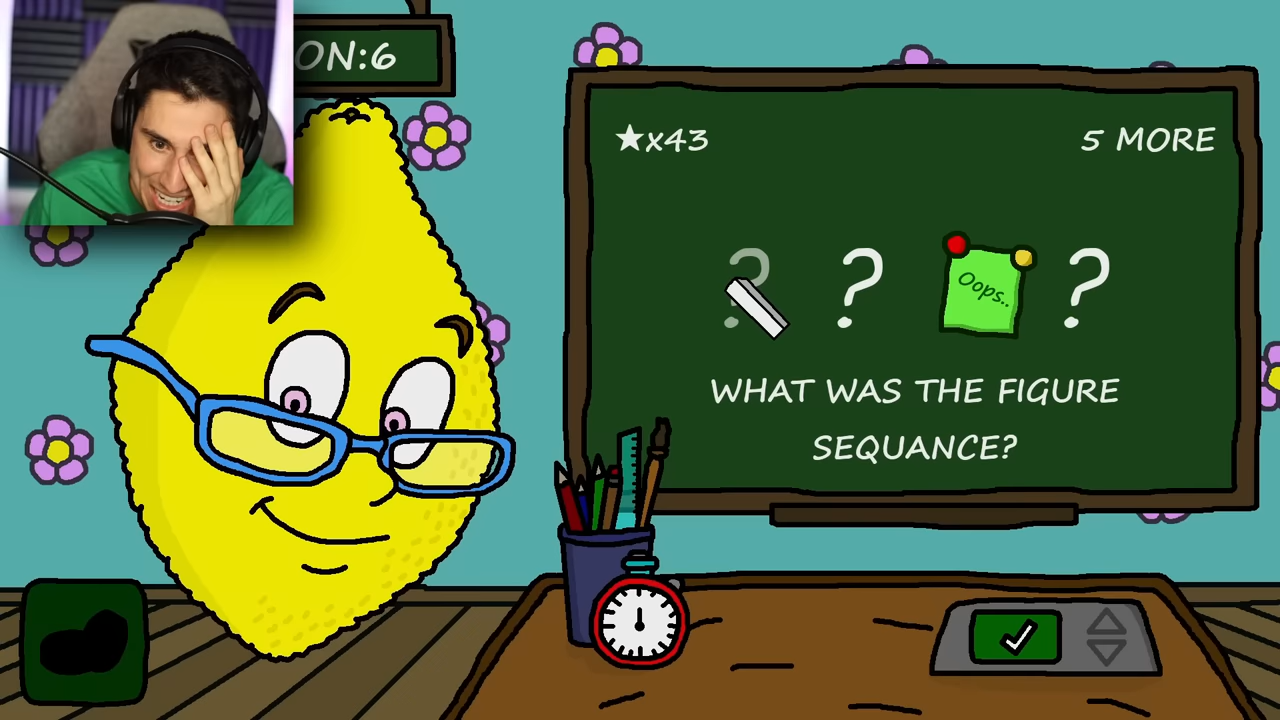 ON:6
★x43
5 MORE
? ? Oops.. ?
WHAT WAS THE FIGURE
SEQUANCE?